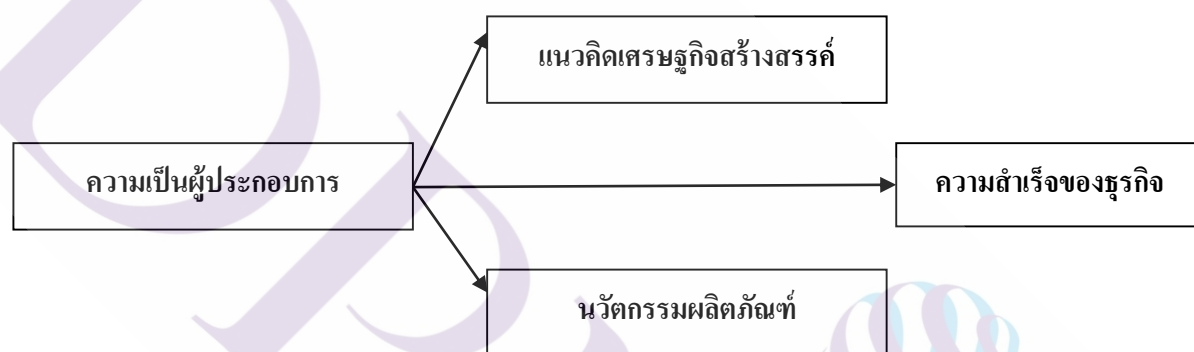 แนวคิดเศรษฐกิจสร้างสรรค์
ความเป็นผู้ประกอบการ
ความสำเร็จของธุรกิจ
นวัตกรรมผลิตภัณฑ์